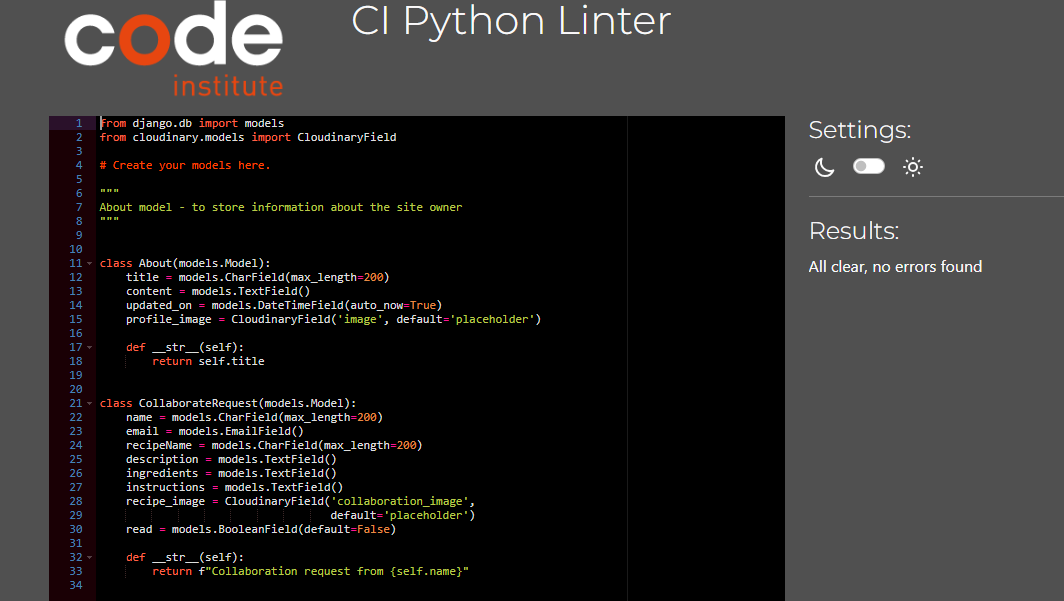 code
institute
CI Python Linter
1 from django.db import models
2 from cloudinary.models import CloudinaryField
3
4 # Create your models here.
5
6 """
7 About model - to store information about the site owner
8 """
9
10
11 class About(models.Model):
12     title = models.CharField(max_length=200)
13     content = models.TextField()
14     updated_on = models.DateTimeField(auto_now=True)
15     profile_image = CloudinaryField('image', default='placeholder')
16
17     def __str__(self):
18         return self.title
19
20
21 class CollaborateRequest(models.Model):
22     name = models.CharField(max_length=200)
23     email = models.EmailField()
24     recipeName = models.CharField(max_length=200)
25     description = models.TextField()
26     ingredients = models.TextField()
27     instructions = models.TextField()
28     recipe_image = CloudinaryField('collaboration_image',
29                                    default='placeholder')
30     read = models.BooleanField(default=False)
31
32     def __str__(self):
33         return f"Collaboration request from {self.name}"
34
Settings:
Results:
All clear, no errors found